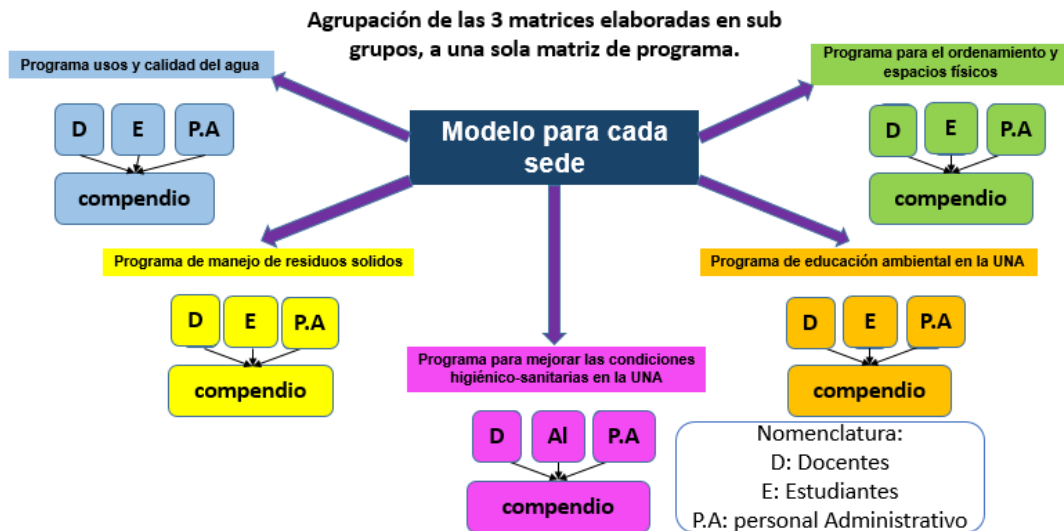 Agrupación de las 3 matrices elaboradas en sub
grupos, a una sola matriz de programa.
Programa usos y calidad del agua
D E P.A
compendio
Modelo para cada
sede
Programa para el ordenamiento y
espacios físicos
D E P.A
compendio
Programa de manejo de residuos solidos
D E P.A
compendio
Programa para mejorar las condiciones
higiénico-sanitarias en la UNA
D Al P.A
compendio
Programa de educación ambiental en la UNA
D E P.A
compendio
Nomenclatura:
D: Docentes
E: Estudiantes
P.A: personal Administrativo